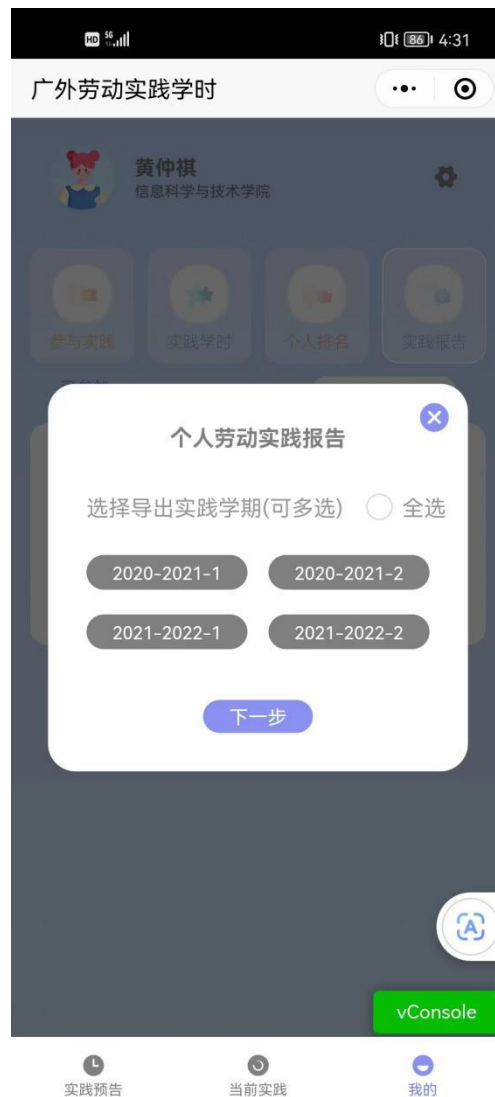 HD 5G 86 4:31
广外劳动实践学时
黄仲祺
信息科学与技术学院
参与实践 实践学时 个人排名 实践报告
个人劳动实践报告
选择导出实践学期(可多选) 全选
2020-2021-1 2020-2021-2
2021-2022-1 2021-2022-2
下一步
A
vConsole
实践预告 当前实践 我的